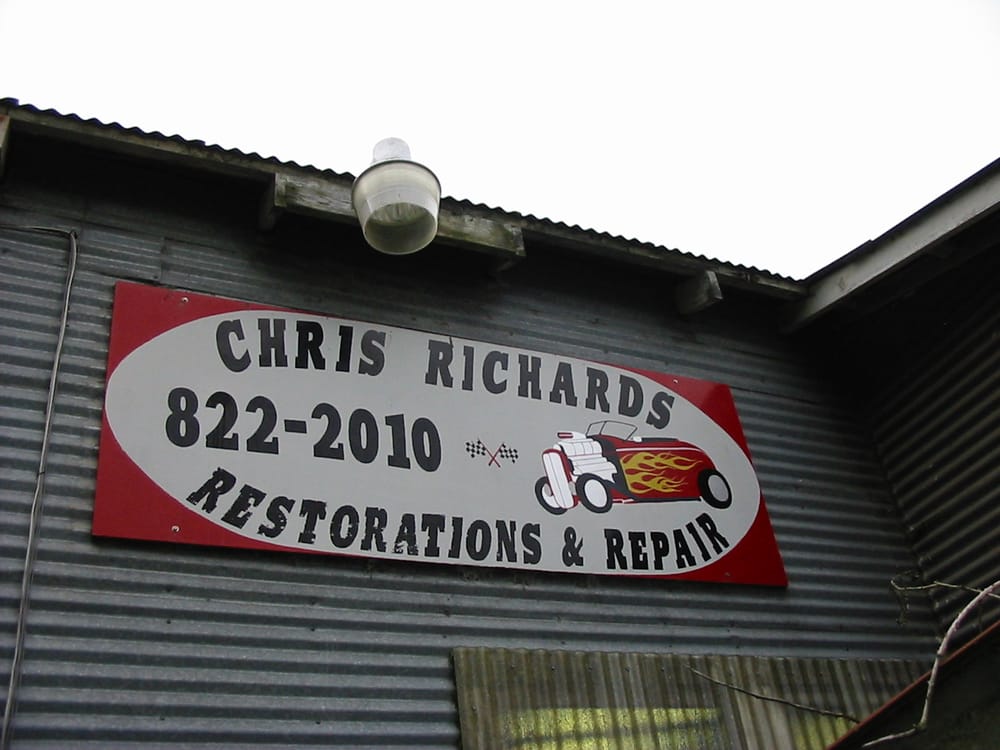 CHRIS RICHARDS
822-2010
RESTORATIONS & REPAIR